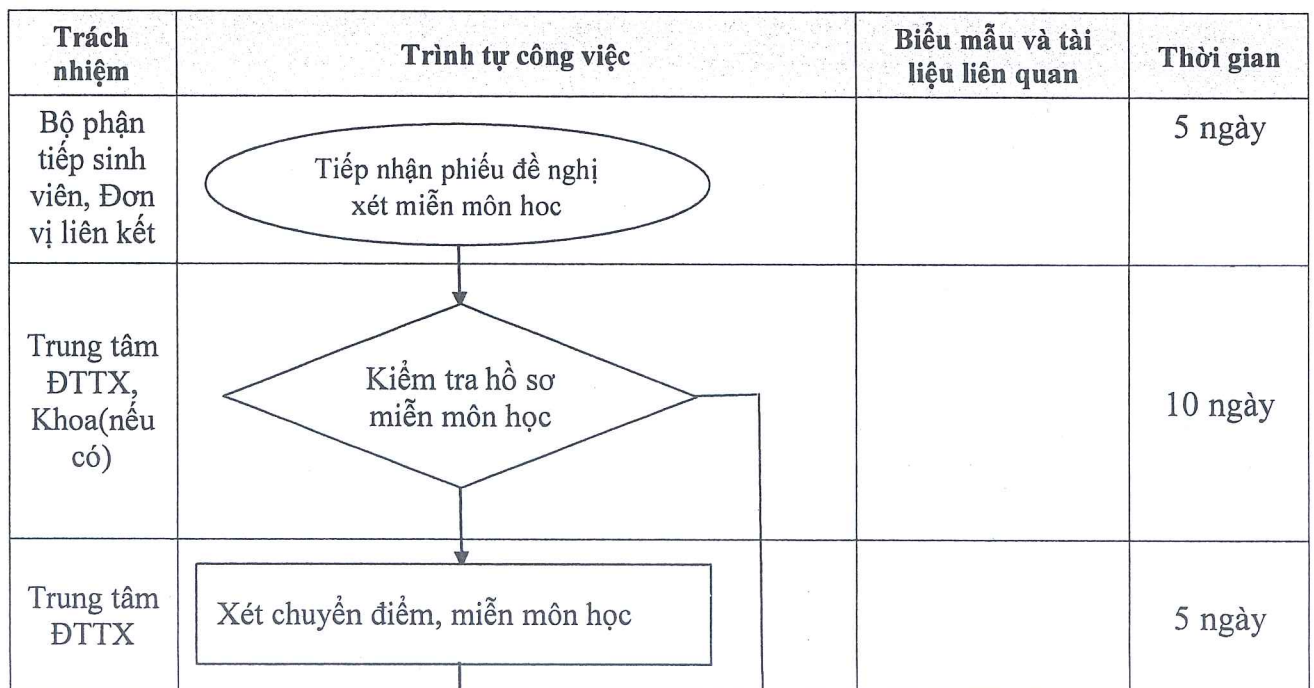 Trách
nhiệm
Trình tự công việc
Biểu mẫu và tài
liệu liên quan
Thời gian
Bộ phận
tiếp sinh
viên, Đơn
vị liên kết
Tiếp nhận phiếu đề nghị
xét miễn môn hoc
5 ngày
Trung tâm
ĐTTX,
Khoa(nếu
có)
Kiểm tra hồ sơ
miễn môn học
10 ngày
Trung tâm
ĐTTX
Xét chuyển điểm, miễn môn học
5 ngày